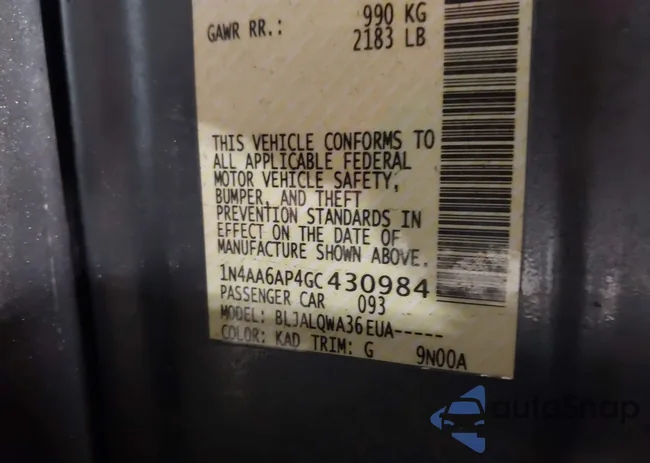 GAWR RR.: 990 KG
2183 LB
THIS VEHICLE CONFORMS TO
ALL APPLICABLE FEDERAL
MOTOR VEHICLE SAFETY,
BUMPER, AND THEFT
PREVENTION STANDARDS IN
EFFECT ON THE DATE OF
MANUFACTURE SHOWN ABOVE.
1N4AA6AP4GC430984
PASSENGER CAR 093
MODEL: BLJALQWA36EUA-----
COLOR: KAD TRIM: G 9N00A
autoSnap